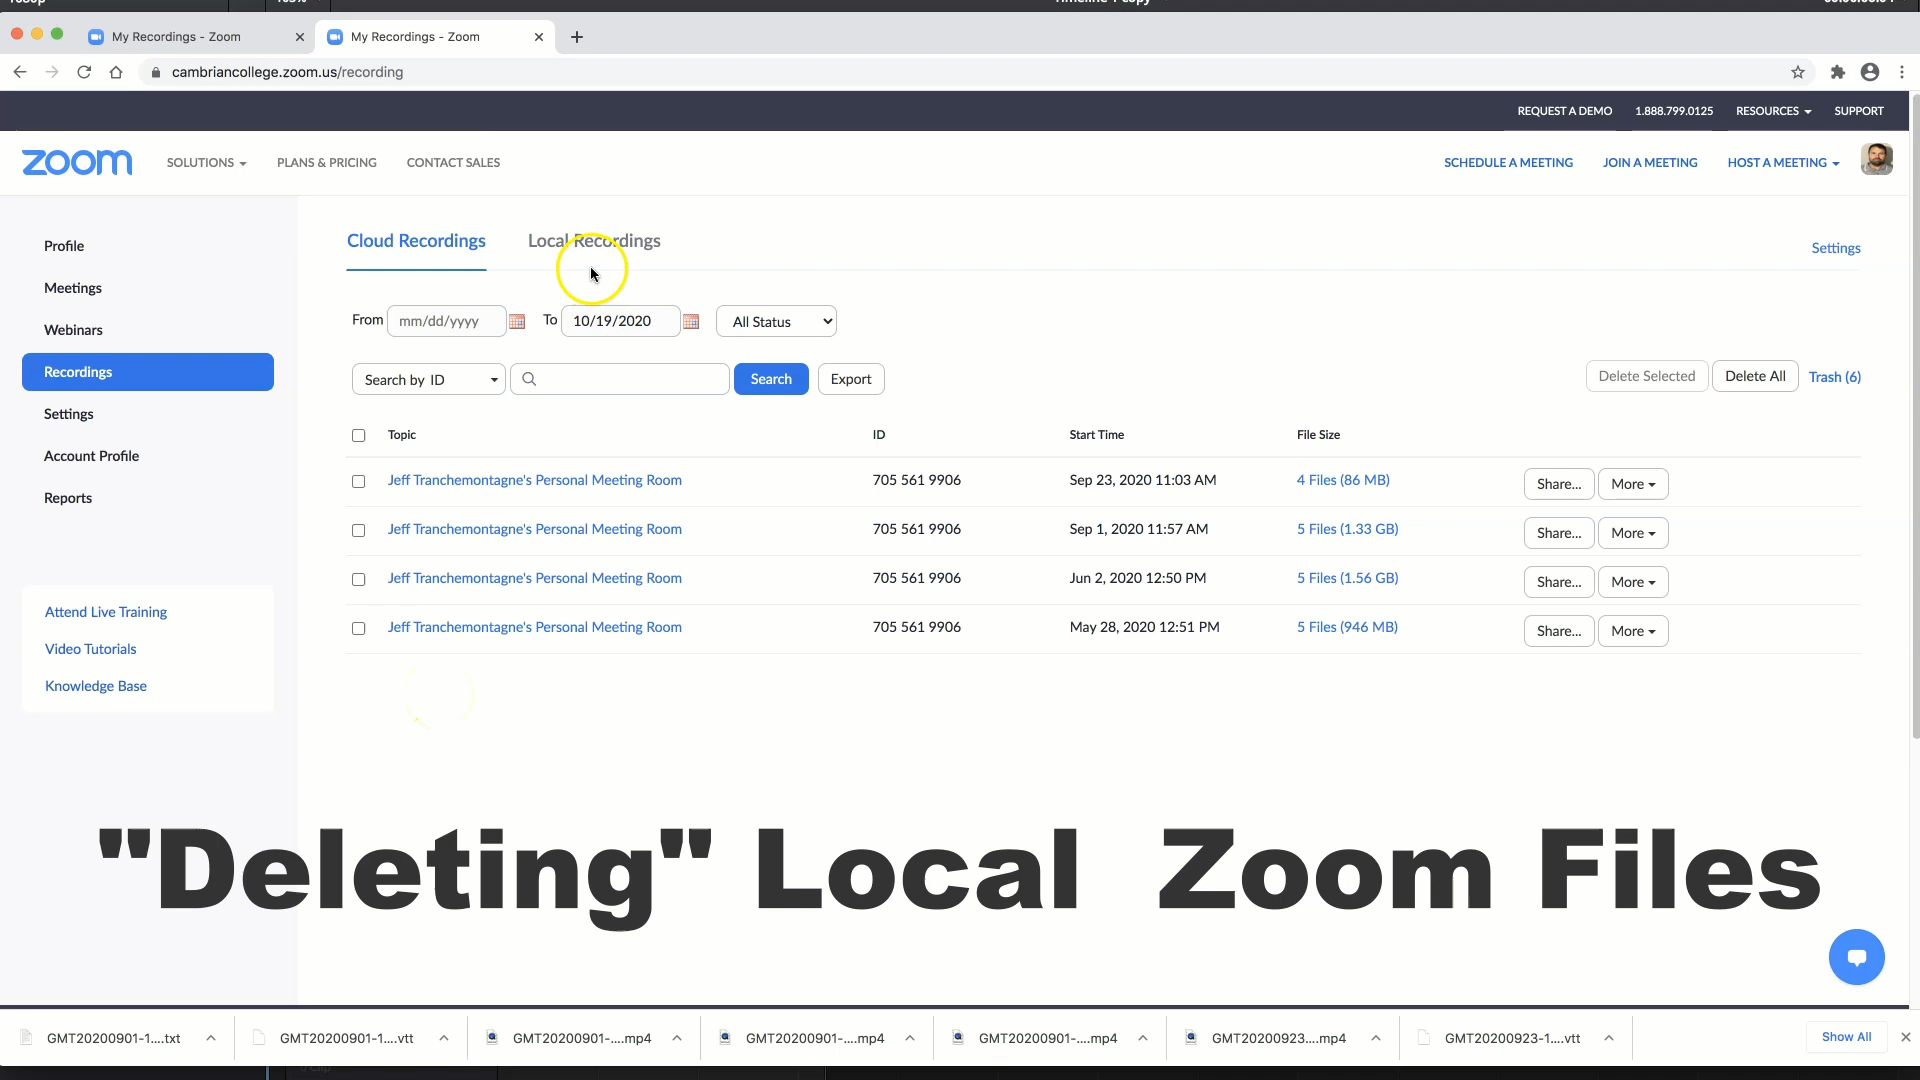 My Recordings - Zoom
My Recordings - Zoom
cambriancollege.zoom.us/recording
REQUEST A DEMO 1.888.799.0125 RESOURCES SUPPORT
zoom SOLUTIONS PLANS & PRICING CONTACT SALES SCHEDULE A MEETING JOIN A MEETING HOST A MEETING
Profile
Meetings
Webinars
Recordings
Settings
Account Profile
Reports
Attend Live Training
Video Tutorials
Knowledge Base
Cloud Recordings Local Recordings Settings
From mm/dd/yyyy To 10/19/2020 All Status
Search by ID Search Export Delete Selected Delete All Trash (6)
Topic ID Start Time File Size
Jeff Tranchemontagne's Personal Meeting Room 705 561 9906 Sep 23, 2020 11:03 AM 4 Files (86 MB) Share... More
Jeff Tranchemontagne's Personal Meeting Room 705 561 9906 Sep 1, 2020 11:57 AM 5 Files (1.33 GB) Share... More
Jeff Tranchemontagne's Personal Meeting Room 705 561 9906 Jun 2, 2020 12:50 PM 5 Files (1.56 GB) Share... More
Jeff Tranchemontagne's Personal Meeting Room 705 561 9906 May 28, 2020 12:51 PM 5 Files (946 MB) Share... More
"Deleting" Local Zoom Files
GMT20200901-1....txt GMT20200901-1....vtt GMT20200901-....mp4 GMT20200901-....mp4 GMT20200901-....mp4 GMT20200923....mp4 GMT20200923-1....vtt Show All